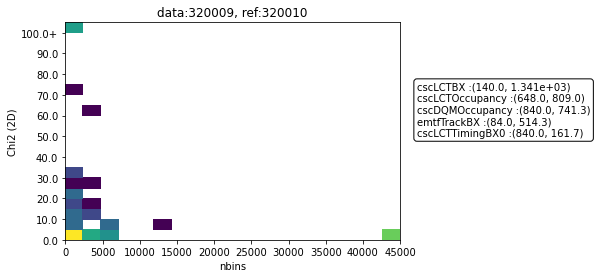 data:320009, ref:320010
100.0+
90.0
80.0
70.0
60.0
50.0
40.0
30.0
20.0
10.0
0.0
Chi2 (2D)
0 5000 10000 15000 20000 25000 30000 35000 40000 45000
nbins
cscLCTBX :(140.0, 1.341e+03)
cscLCTOccupancy :(648.0, 809.0)
cscDQMOccupancy :(840.0, 741.3)
emtfTrackBX :(84.0, 514.3)
cscLCTTimingBX0 :(840.0, 161.7)